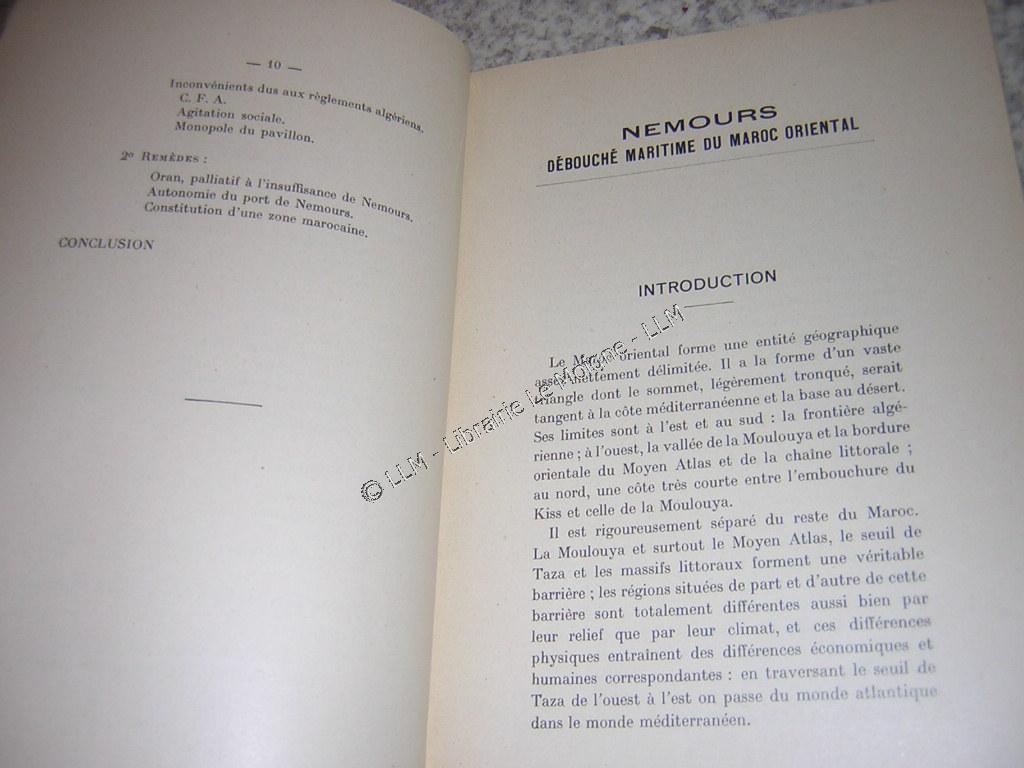 — 10 —
Inconvénients dus aux règlements algériens.
C. F. A.
Agitation sociale.
Monopole du pavillon.
2° REMÈDES :
Oran, palliatif à l'insuffisance de Nemours.
Autonomie du port de Nemours.
Constitution d'une zone marocaine.
CONCLUSION
NEMOURS
DÉBOUCHÉ MARITIME DU MAROC ORIENTAL
INTRODUCTION
Le Maroc oriental forme une entité géographique
assez nettement délimitée. Il a la forme d'un vaste
triangle dont le sommet, légèrement tronqué, serait
tangent à la côte méditerranéenne et la base au désert.
Ses limites sont à l'est et au sud : la frontière algé-
rienne ; à l'ouest, la vallée de la Moulouya et la bordure
orientale du Moyen Atlas et de la chaîne littorale ;
au nord, une côte très courte entre l'embouchure du
Kiss et celle de la Moulouya.
Il est rigoureusement séparé du reste du Maroc.
La Moulouya et surtout le Moyen Atlas, le seuil de
Taza et les massifs littoraux forment une véritable
barrière ; les régions situées de part et d'autre de cette
barrière sont totalement différentes aussi bien par
leur relief que par leur climat, et ces différences
physiques entraînent des différences économiques et
humaines correspondantes : en traversant le seuil de
Taza de l'ouest à l'est on passe du monde atlantique
dans le monde méditerranéen.
© LLM - Librairie Le Moigne - LLM